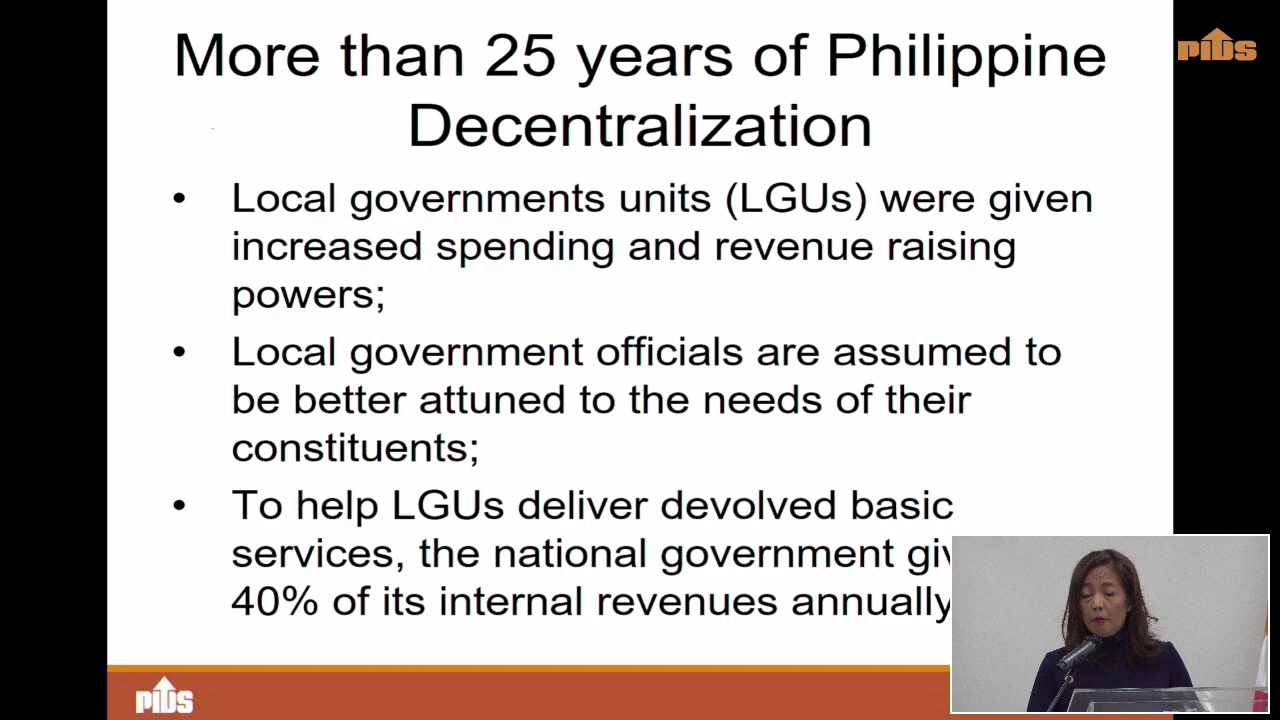 More than 25 years of Philippine
Decentralization
• Local governments units (LGUs) were given
increased spending and revenue raising
powers;
• Local government officials are assumed to
be better attuned to the needs of their
constituents;
• To help LGUs deliver devolved basic
services, the national government
40% of its internal revenues annually
PIDS
PIDS